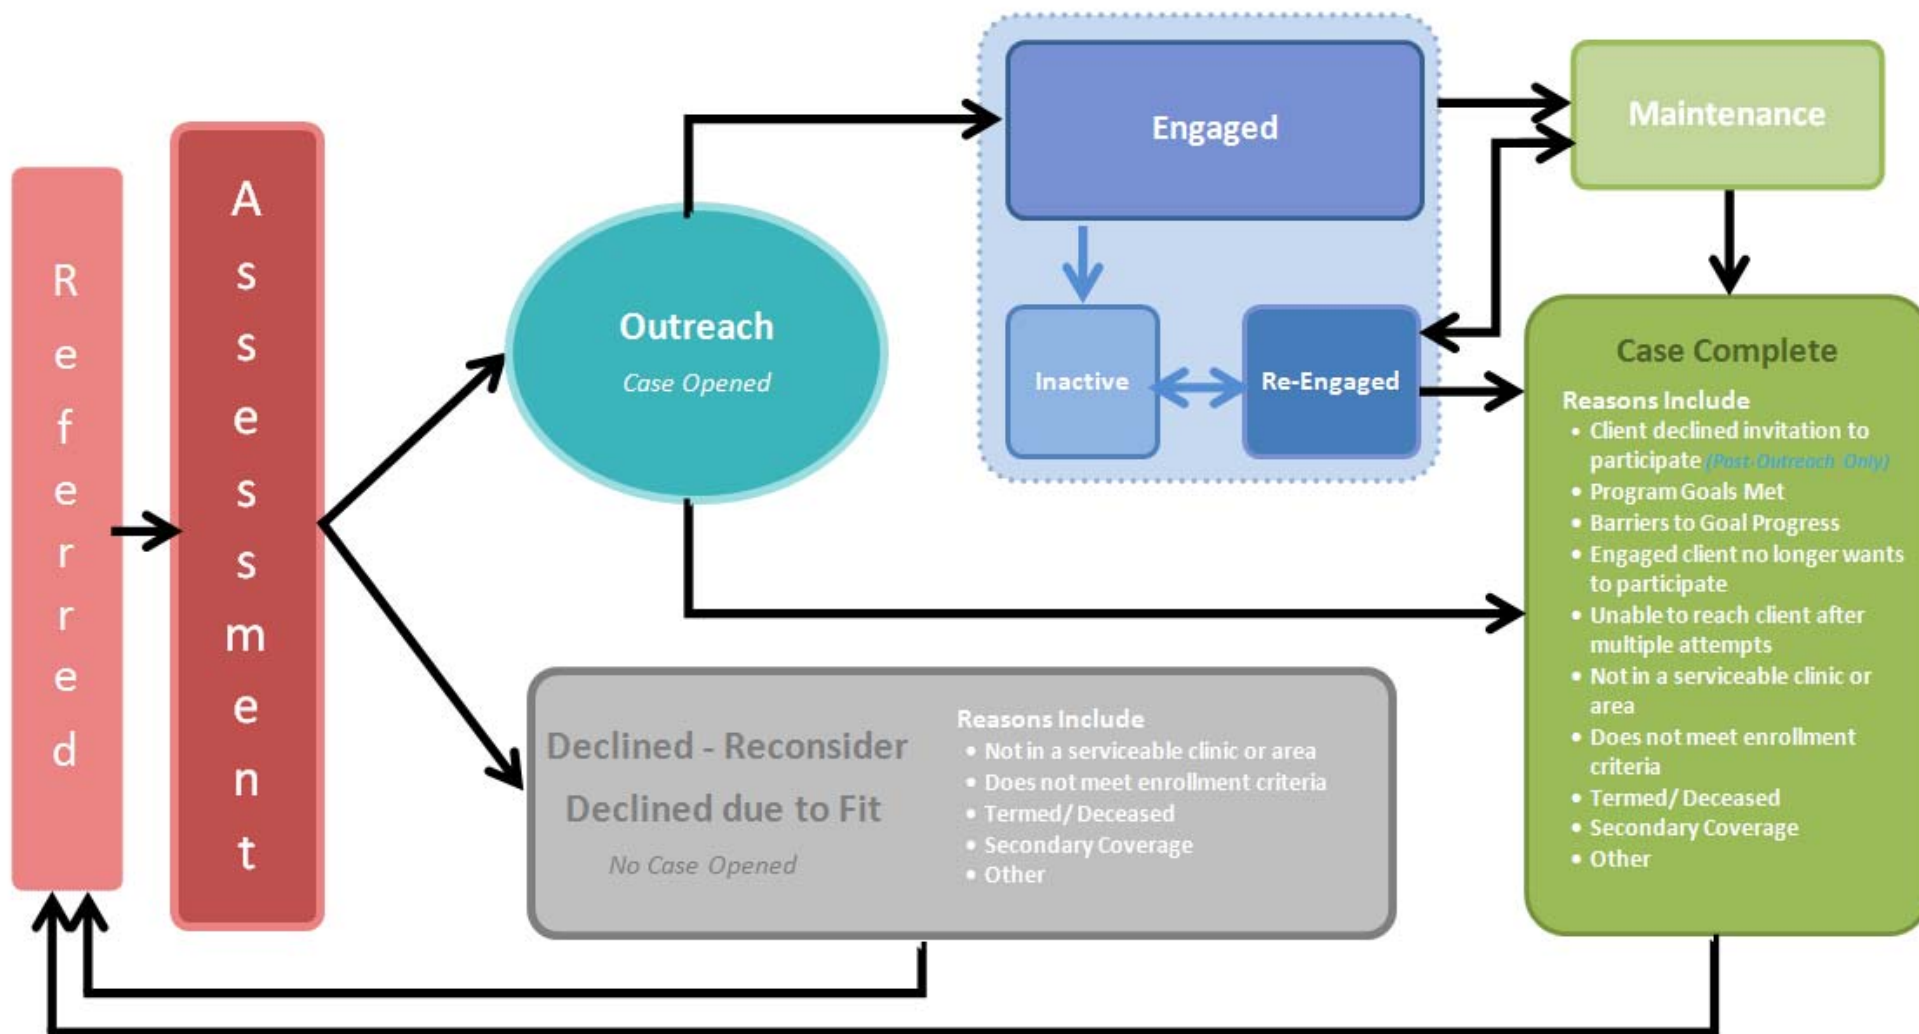 Referred
Assessment
Outreach
Case Opened
Engaged
Inactive
Re-Engaged
Maintenance
Case Complete
Reasons Include
• Client declined invitation to
participate (Post-Outreach Only)
• Program Goals Met
• Barriers to Goal Progress
• Engaged client no longer wants
to participate
• Unable to reach client after
multiple attempts
• Not in a serviceable clinic or
area
• Does not meet enrollment
criteria
• Termed/ Deceased
• Secondary Coverage
• Other
Declined - Reconsider
Declined due to Fit
No Case Opened
Reasons Include
• Not in a serviceable clinic or area
• Does not meet enrollment criteria
• Termed/ Deceased
• Secondary Coverage
• Other